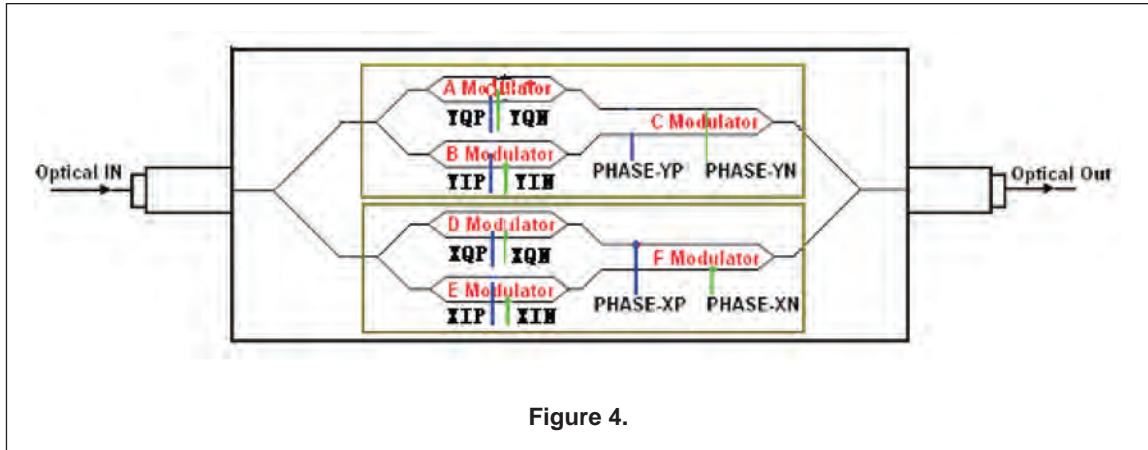 A Modulator
YQP YQN
C Modulator
B Modulator
Optical IN
PHASE-YP PHASE-YN
Optical Out
YIP YIN
D Modulator
XQP XQN
F Modulator
E Modulator
PHASE-XP PHASE-XN
XIP XIN
Figure 4.